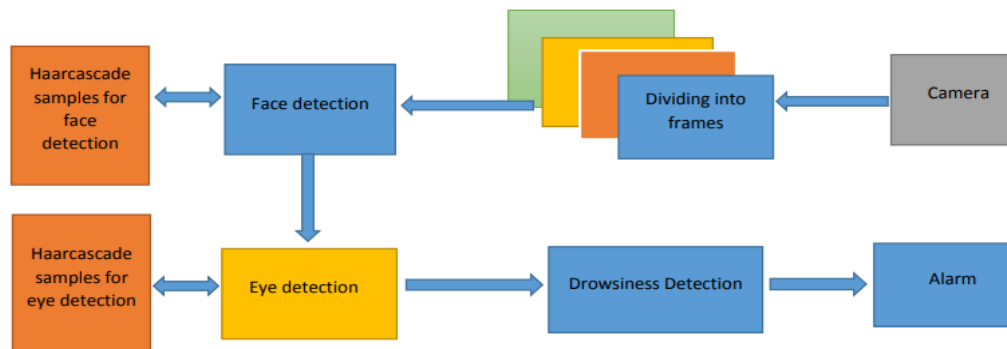 Haarcascade
samples for
face
detection
Face detection
Dividing into
frames
Camera
Haarcascade
samples for
eye detection
Eye detection
Drowsiness Detection
Alarm